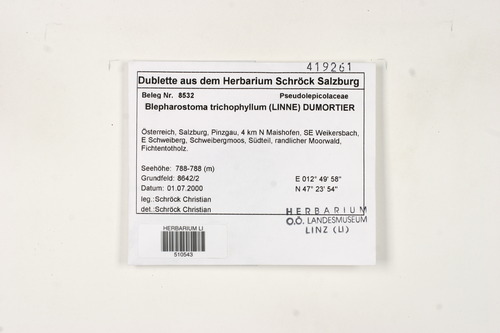 419261
Dublette aus dem Herbarium Schröck Salzburg
Beleg Nr. 8532 Pseudolepicolaceae
Blepharostoma trichophyllum (LINNE) DUMORTIER
Österreich, Salzburg, Pinzgau, 4 km N Maishofen, SE Weikersbach,
E Schweiberg, Schweibergmoos, Südteil, randlicher Moorwald,
Fichtentotholz.
Seehöhe: 788-788 (m)
Grundfeld: 8642/2 E 012° 49' 58"
Datum: 01.07.2000 N 47° 23' 54"
leg.:Schröck Christian
det.:Schröck Christian
HERBARIUM
O.Ö. LANDESMUSEUM
LINZ (LI)
HERBARIUM LI
510543